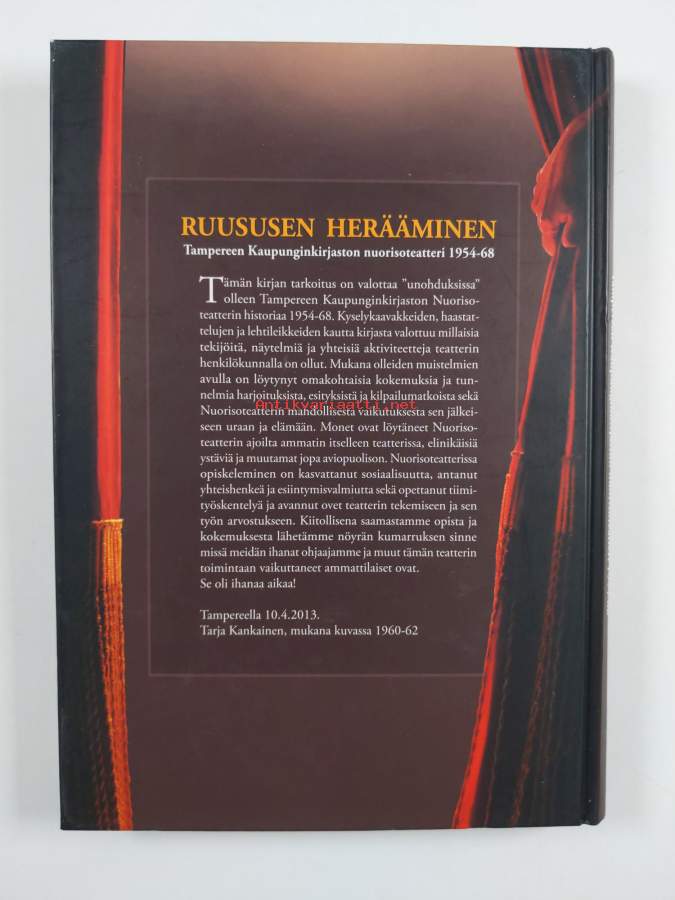 RUUSUSEN HERÄÄMINEN
Tampereen Kaupunginkirjaston nuorisoteatteri 1954-68
Tämän kirjan tarkoitus on valottaa ”unohduksissa”
olleen Tampereen Kaupunginkirjaston Nuoriso-
teatterin historiaa 1954-68. Kyselykaavakkeiden, haastat-
telujen ja lehtileikkeiden kautta kirjasta valottuu millaisia
tekijöitä, näytelmiä ja yhteisiä aktiviteetteja teatterin
henkilökunnalla on ollut. Mukana olleiden muistelmien
avulla on löytynyt omakohtaisia kokemuksia ja tun-
nelmia harjoituksista, esityksistä ja kilpailumatkoista sekä
Antikvariaatti.net
Nuorisoteatterin mahdollisesta vaikutuksesta sen jälkei-
seen uraan ja elämään. Monet ovat löytäneet Nuoriso-
teatterin ajoilta ammatin itselleen teatterissa, elinikäisiä
ystäviä ja muutamat jopa aviopuolison. Nuorisoteatterissa
opiskeleminen on kasvattanut sosiaalisuutta, antanut
yhteishenkeä ja esiintymisvalmiutta sekä opettanut tiimi-
työskentelyä ja avannut ovet teatterin tekemiseen ja sen
työn arvostukseen. Kiitollisena saamastamme opista ja
kokemuksesta lähetämme nöyrän kumarruksen sinne
missä meidän ihanat ohjaajamme ja muut tämän teatterin
toimintaan vaikuttaneet ammattilaiset ovat.
Se oli ihanaa aikaa!
Tampereella 10.4.2013.
Tarja Kankainen, mukana kuvassa 1960-62